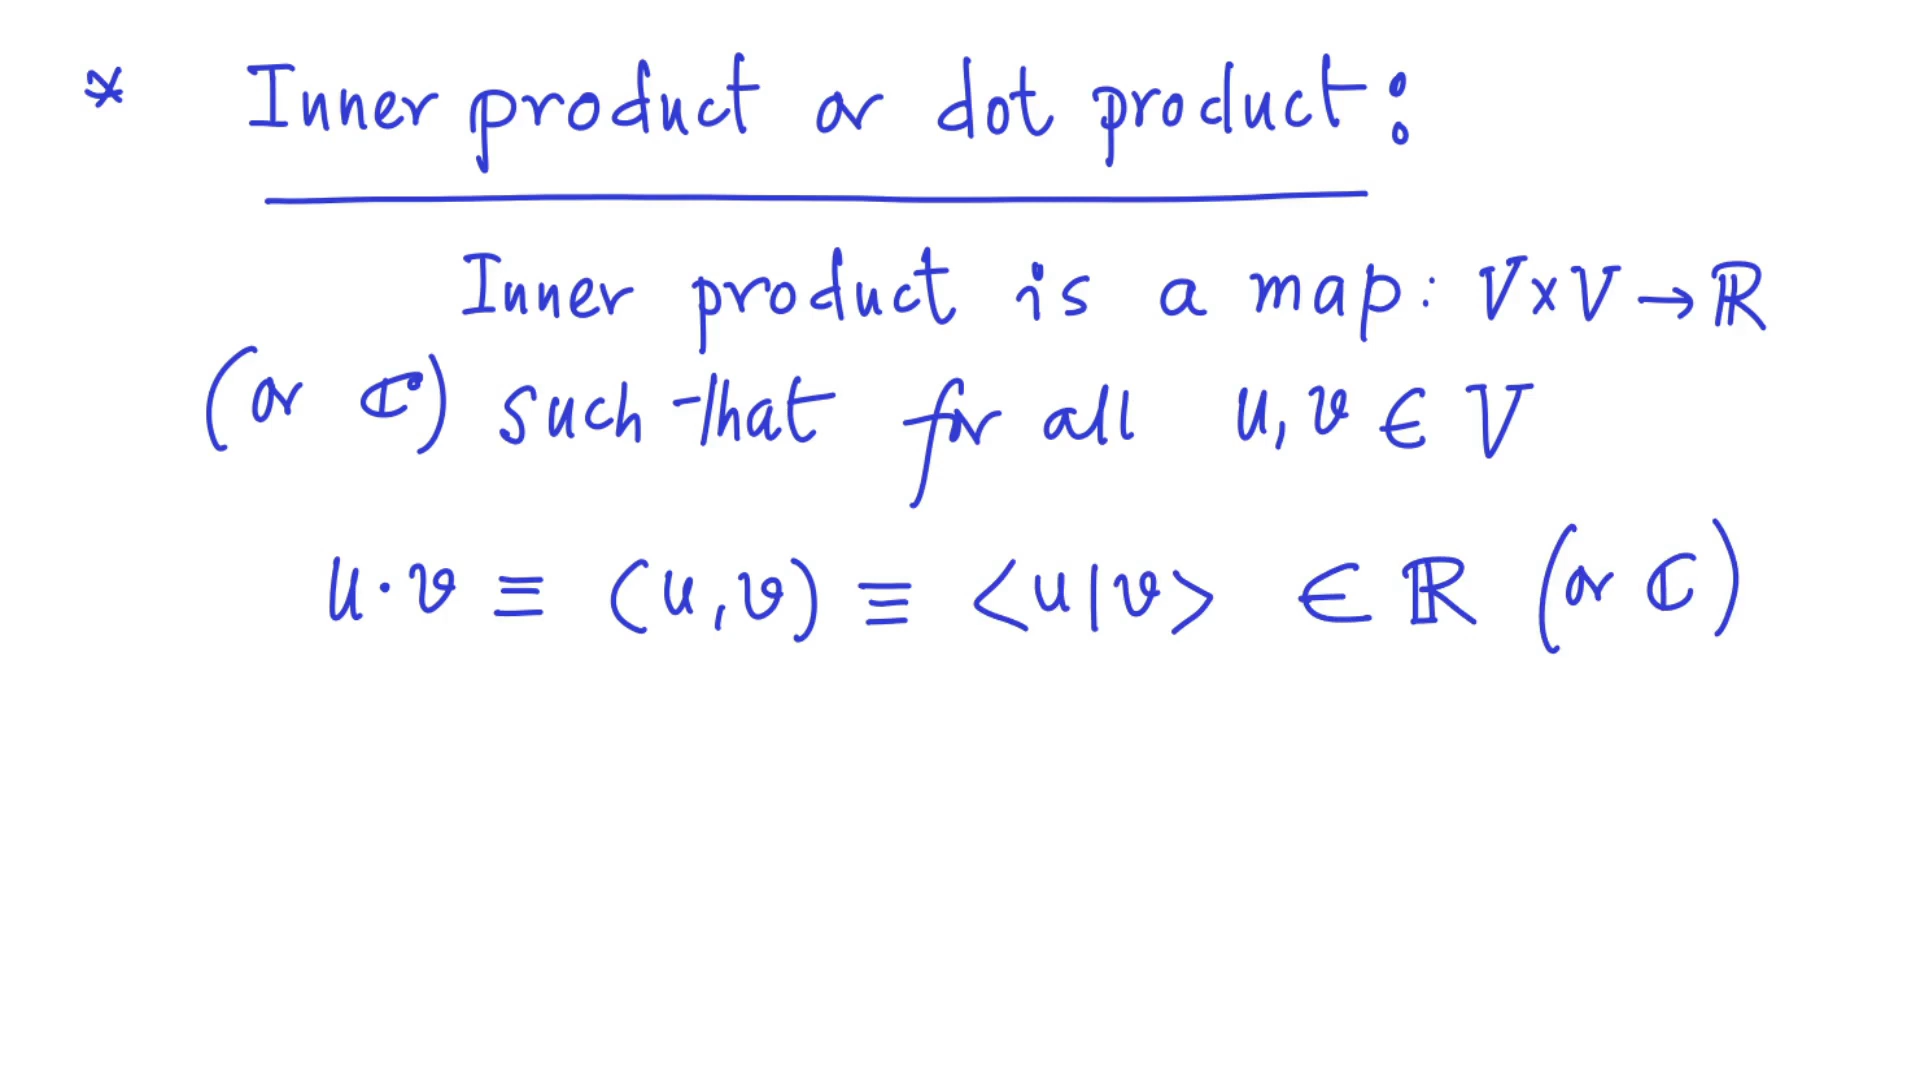 * Inner product or dot product:
Inner product is a map: V×V → ℝ
(or ℂ) such that for all u, v ∈ V
u·v ≡ (u,v) ≡ <u|v> ∈ ℝ (or ℂ)